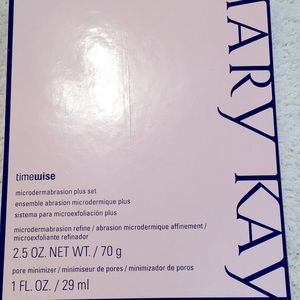 MARY KAY
timewise
microdermabrasion plus set
ensemble abrasion microdermique plus
sistema para microexfoliación plus
microdermabrasion refine / abrasion microdermique affinement /
microexfoliante refinador
2.5 OZ. NET WT. / 70 g
pore minimizer / minimiseur de pores / minimizador de poros
1 FL. OZ. / 29 ml